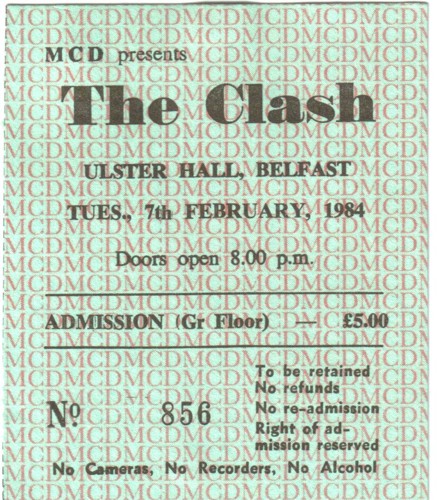 MCD presents
The Clash
ULSTER HALL, BELFAST
TUES., 7th FEBRUARY, 1984
Doors open 8.00 p.m.
ADMISSION (Gr Floor) — £5.00
To be retained
No refunds
Nº 856
No re-admission
Right of ad-
mission reserved
No Cameras, No Recorders, No Alcohol